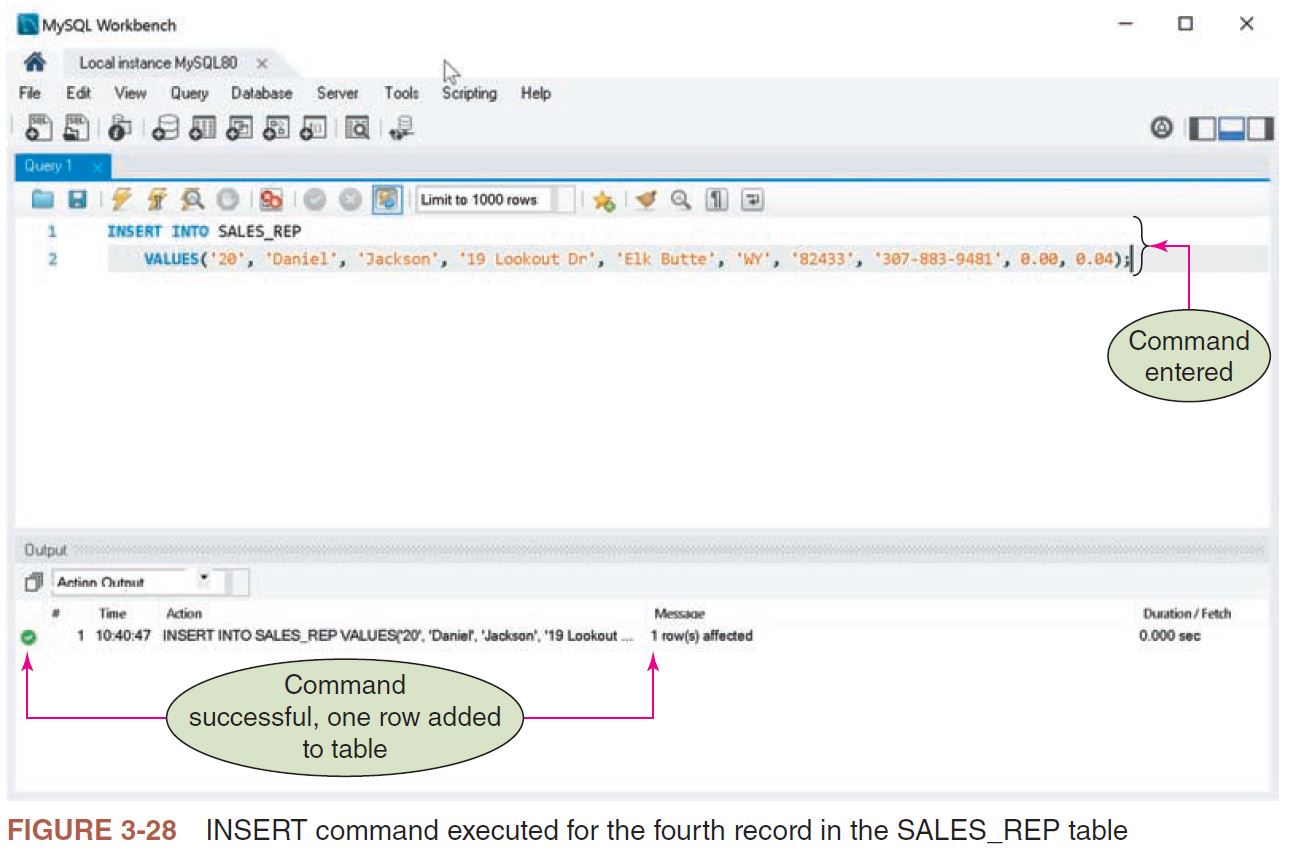 MySQL Workbench
Local instance MySQL80
File Edit View Query Database Server Tools Scripting Help
Query 1
Limit to 1000 rows
1 INSERT INTO SALES_REP
2 VALUES('20', 'Daniel', 'Jackson', '19 Lookout Dr', 'Elk Butte', 'WY', '82433', '307-883-9481', 0.00, 0.04);
Command
entered
Output
Action Output
# Time Action Message Duration / Fetch
1 10:40:47 INSERT INTO SALES_REP VALUES('20', 'Daniel', 'Jackson', '19 Lookout ... 1 row(s) affected 0.000 sec
Command
successful, one row added
to table
FIGURE 3-28 INSERT command executed for the fourth record in the SALES_REP table